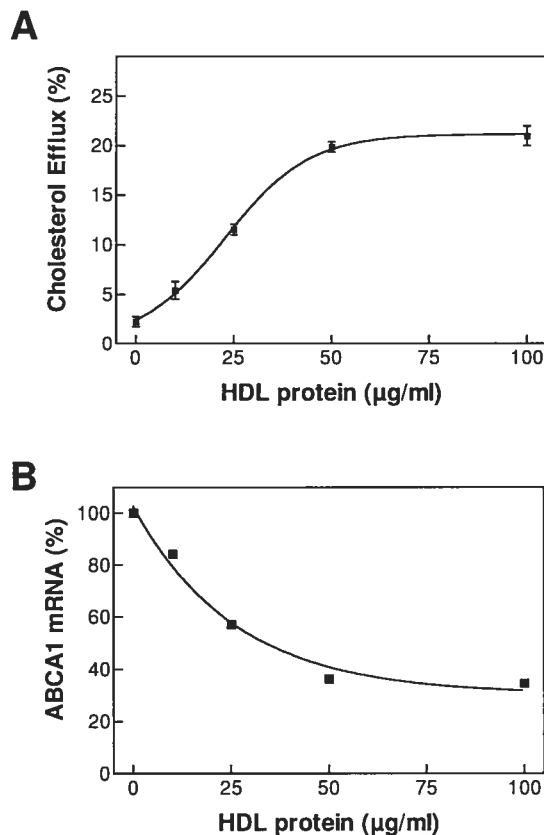 A
Cholesterol Efflux (%)
25
20
15
10
5
0
0 25 50 75 100
HDL protein (µg/ml)
B
ABCA1 mRNA (%)
100
80
60
40
20
0
0 25 50 75 100
HDL protein (µg/ml)